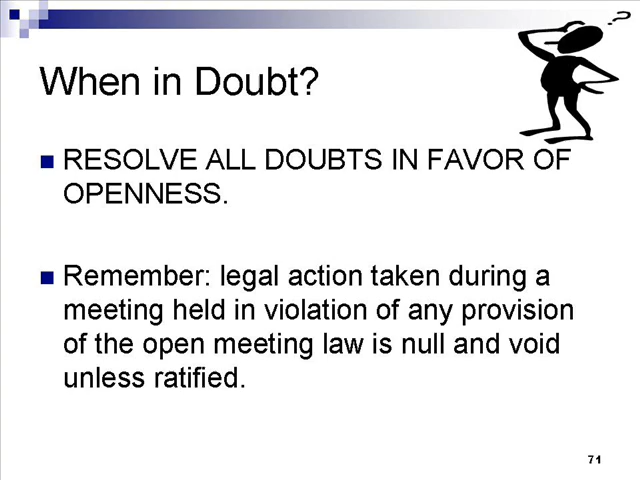 ?
When in Doubt?
RESOLVE ALL DOUBTS IN FAVOR OF
OPENNESS.
Remember: legal action taken during a
meeting held in violation of any provision
of the open meeting law is null and void
unless ratified.
71